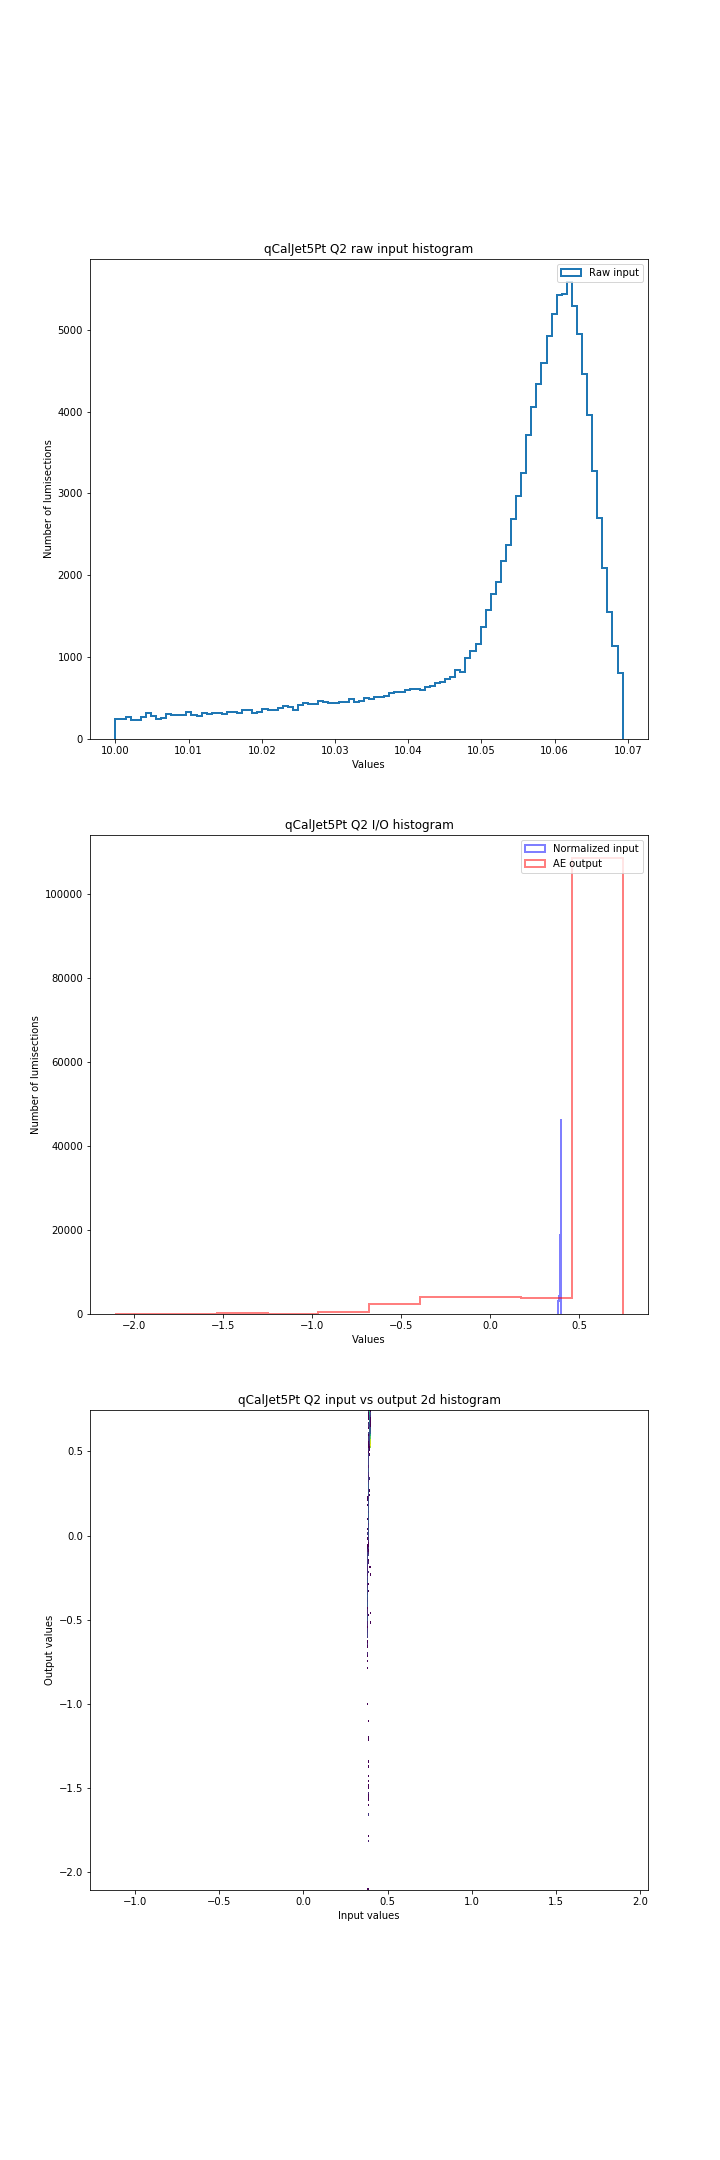 qCalJet5Pt Q2 raw input histogram
Raw input
5000
4000
3000
2000
1000
0
Number of lumisections
10.00 10.01 10.02 10.03 10.04 10.05 10.06 10.07
Values
qCalJet5Pt Q2 I/O histogram
Normalized input
AE output
100000
80000
60000
40000
20000
0
Number of lumisections
−2.0 −1.5 −1.0 −0.5 0.0 0.5
Values
qCalJet5Pt Q2 input vs output 2d histogram
0.5
0.0
−0.5
−1.0
−1.5
−2.0
Output values
−1.0 −0.5 0.0 0.5 1.0 1.5 2.0
Input values